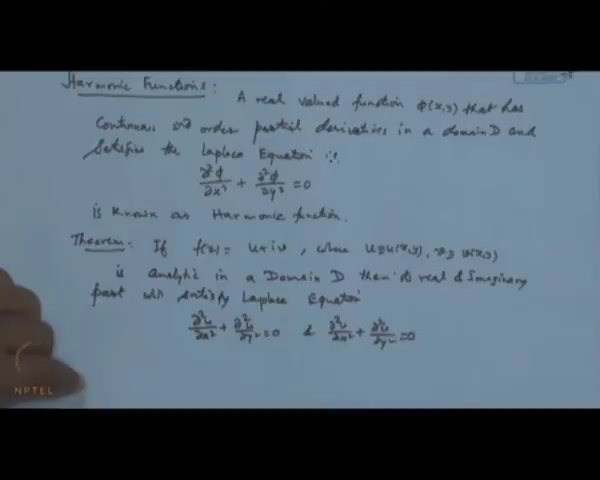 Harmonic Functions:
A real valued function φ(x,y) that has
Continuous IInd order partial derivatives in a domain D and
Satisfies the Laplace Equation i.e.
∂²φ/∂x² + ∂²φ/∂y² = 0
is known as Harmonic function.
Theorem: If f(z) = u+iv, where u=u(x,y), v=v(x,y)
is analytic in a Domain D then its real & Imaginary
part will satisfy Laplace Equation
∂²u/∂x² + ∂²u/∂y² = 0 & ∂²v/∂x² + ∂²v/∂y² = 0
NPTEL